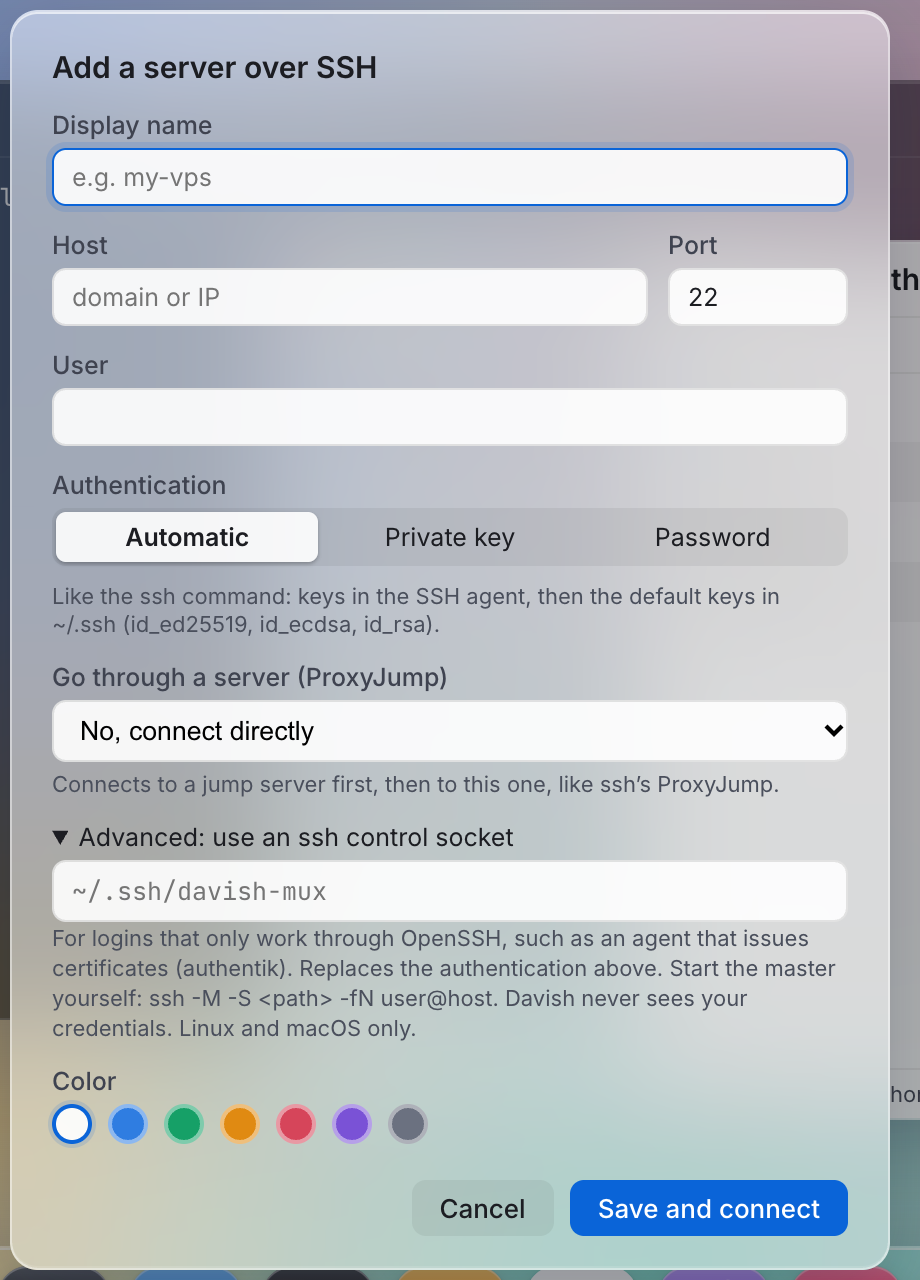 Add a server over SSH
Display name
e.g. my-vps
Host
Port
domain or IP
22
User
Authentication
Automatic
Private key
Password
Like the ssh command: keys in the SSH agent, then the default keys in
~/.ssh (id_ed25519, id_ecdsa, id_rsa).
Go through a server (ProxyJump)
No, connect directly
Connects to a jump server first, then to this one, like ssh’s ProxyJump.
▼ Advanced: use an ssh control socket
~/.ssh/davish-mux
For logins that only work through OpenSSH, such as an agent that issues
certificates (authentik). Replaces the authentication above. Start the master
yourself: ssh -M -S <path> -fN user@host. Davish never sees your
credentials. Linux and macOS only.
Color
Cancel
Save and connect